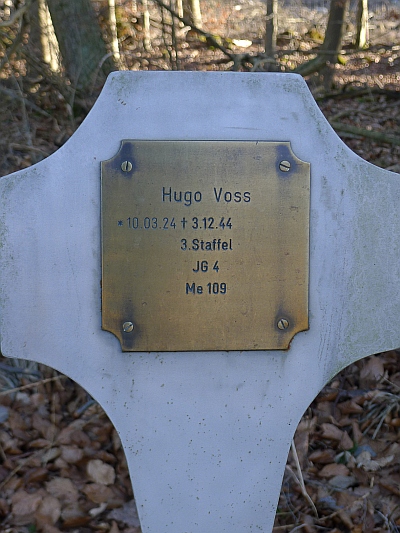 Hugo Voss
* 10.03.24 † 3.12.44
3.Staffel
JG 4
Me 109